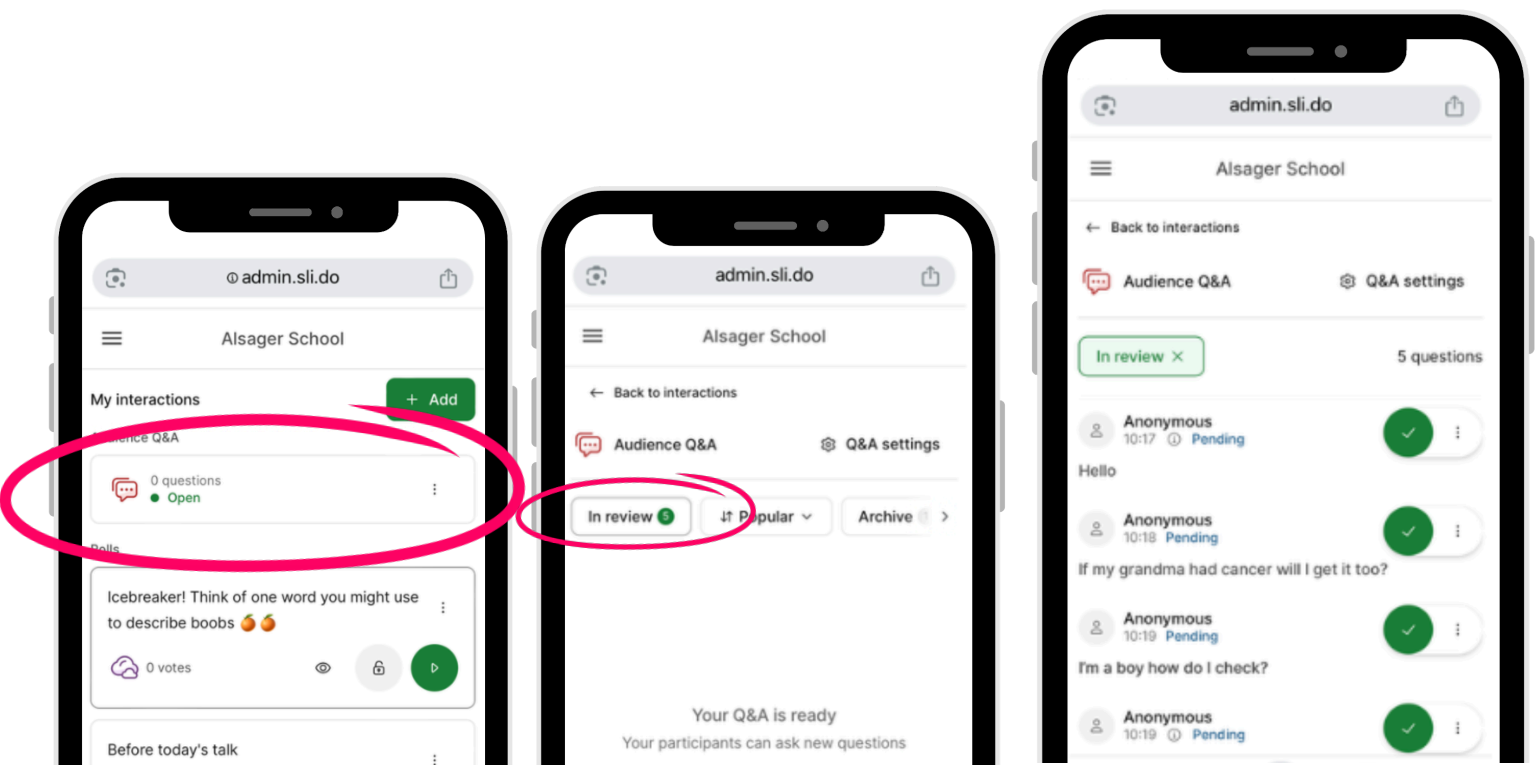 admin.sli.do
Alsager School
My interactions
+ Add
Audience Q&A
0 questions
Open
Polls
Icebreaker! Think of one word you might use
to describe boobs 🍊🍊
0 votes
Before today's talk
admin.sli.do
Alsager School
← Back to interactions
Audience Q&A
Q&A settings
In review 5
Popular
Archive
Your Q&A is ready
Your participants can ask new questions
admin.sli.do
Alsager School
← Back to interactions
Audience Q&A
Q&A settings
In review ×
5 questions
Anonymous
10:17 Pending
Hello
Anonymous
10:18 Pending
If my grandma had cancer will I get it too?
Anonymous
10:19 Pending
I'm a boy how do I check?
Anonymous
10:19 Pending